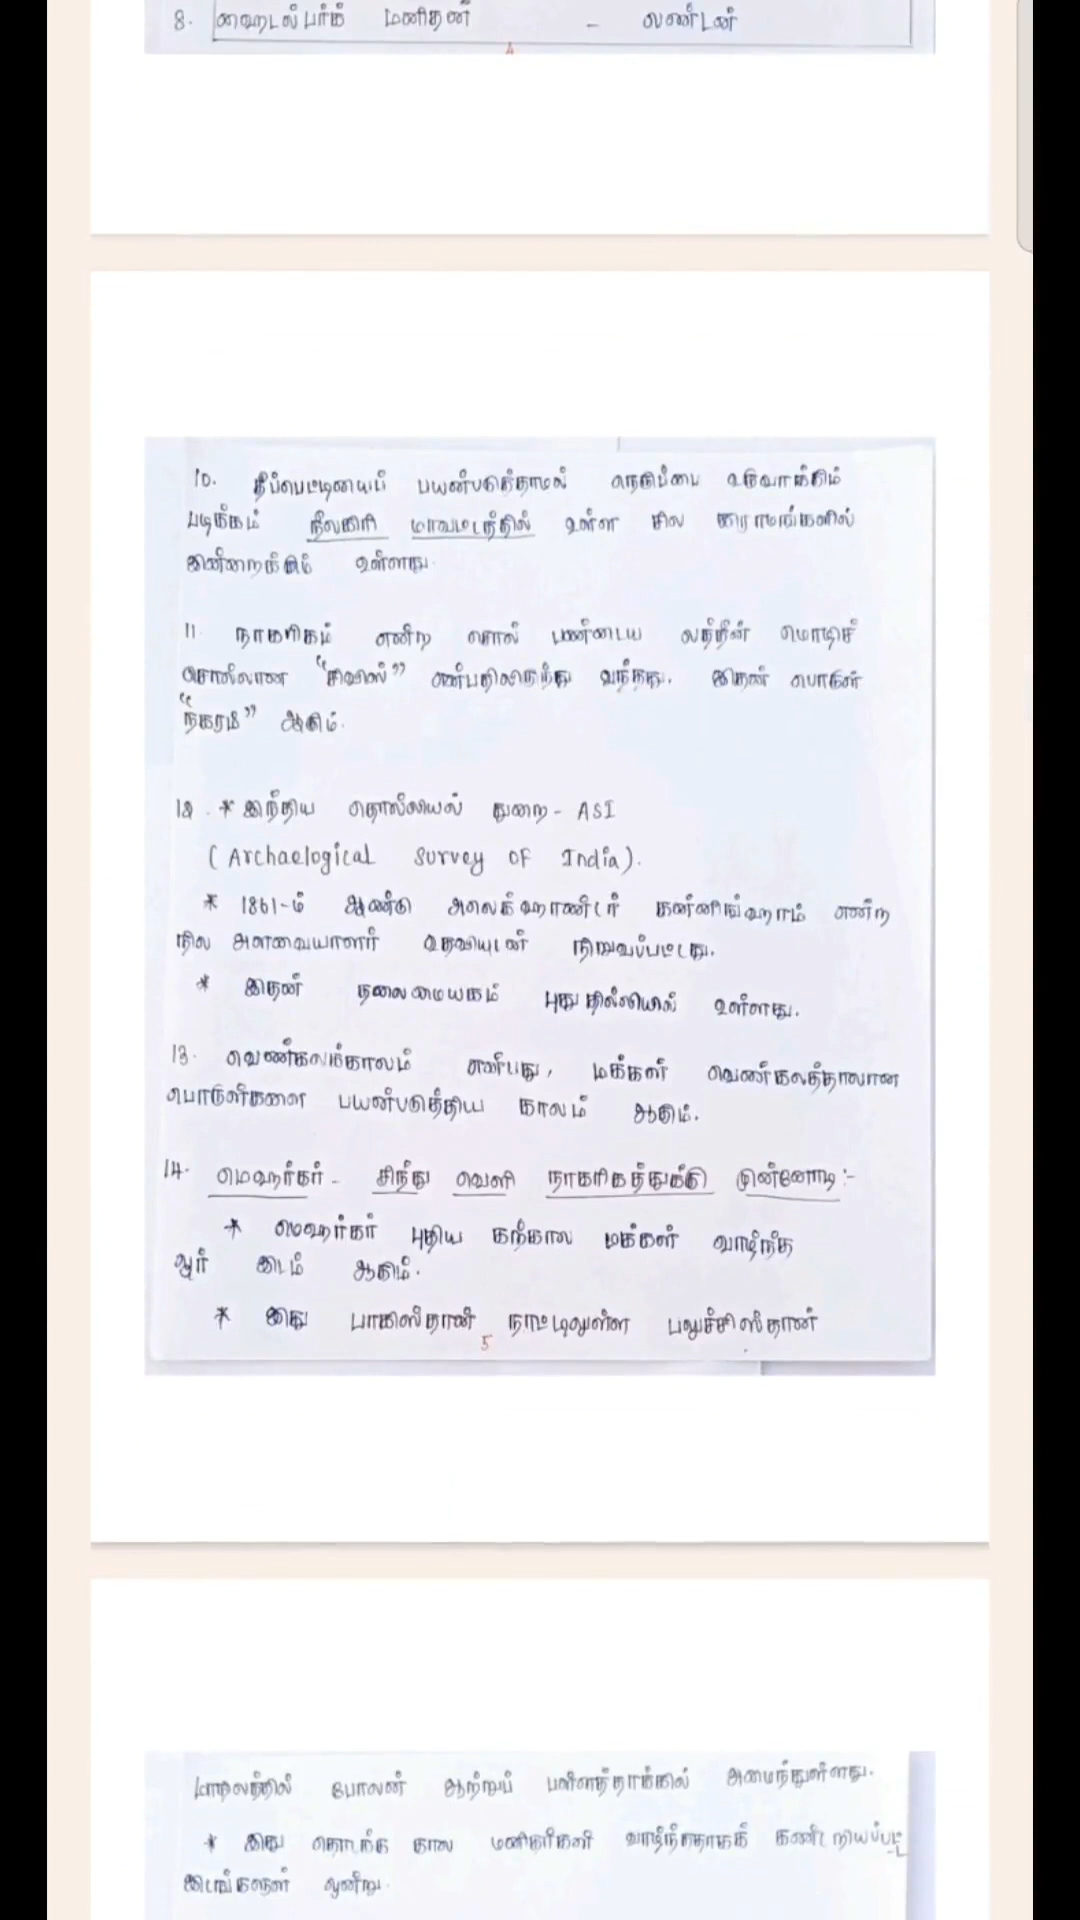 8. ஹைடல்பர்க் மனிதன் - லண்டன்
4
10. தீப்பெட்டியைப் பயன்படுத்தாமல் நெருப்பை உருவாக்கும்
பழக்கம் நீலகிரி மாவட்டத்தில் உள்ள சில கிராமங்களில்
இன்றைக்கும் உள்ளது.
11. நாகரிகம் என்ற சொல் பண்டைய லத்தீன் மொழிச்
சொல்லான "சிவிஸ்" என்பதிலிருந்து வந்தது. இதன் பொருள்
"நகரம்" ஆகும்.
12. * இந்திய தொல்லியல் துறை - ASI
(Archaelogical Survey OF India).
* 1861-ம் ஆண்டு அலெக்ஸாண்டர் கன்னிங்ஹாம் என்ற
நில அளவையாளர் உதவியுடன் நிறுவப்பட்டது.
* இதன் தலைமையகம் புதுதில்லியில் உள்ளது.
13. வெண்கலக்காலம் என்பது, மக்கள் வெண்கலத்தாலான
பொருள்களை பயன்படுத்திய காலம் ஆகும்.
14. மெஹர்கர் - சிந்து வெளி நாகரிகத்துக்கு முன்னோடி :-
* மெஹர்கர் புதிய கற்கால மக்கள் வாழ்ந்த
ஓர் இடம் ஆகும்.
* இது பாகிஸ்தான் நாட்டிலுள்ள பலுச்சிஸ்தான்
5
மாநிலத்தில் போலன் ஆற்றுப் பள்ளத்தாக்கில் அமைந்துள்ளது.
* இது தொடக்க கால மனிதர்கள் வாழ்ந்ததாகக் கண்டறியப்பட்ட
இடங்களுள் ஒன்று.